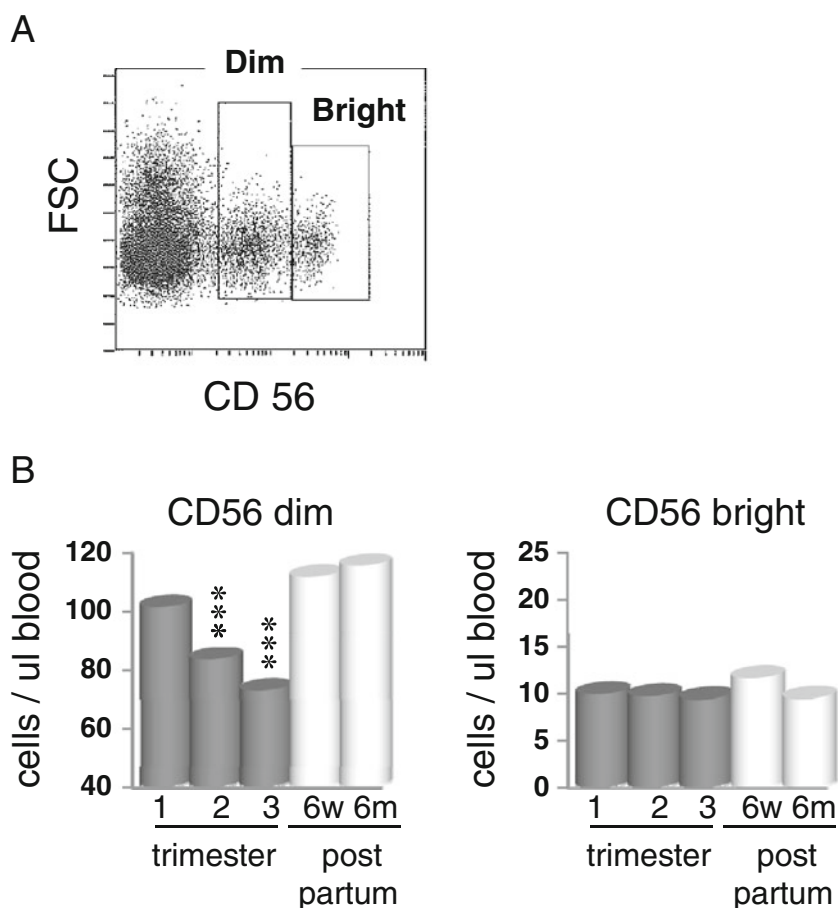 A
Dim
Bright
FSC
CD 56
B
CD56 dim
cells / ul blood
120
100
80
60
40
***
***
1 2 3 6w 6m
trimester post
partum
CD56 bright
cells / ul blood
25
20
15
10
5
0
1 2 3 6w 6m
trimester post
partum